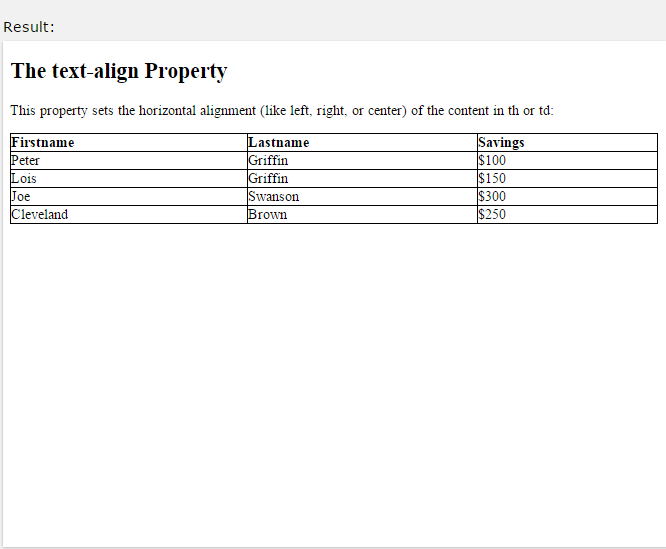 Result:
The text-align Property
This property sets the horizontal alignment (like left, right, or center) of the content in th or td:
Firstname Lastname Savings
Peter Griffin $100
Lois Griffin $150
Joe Swanson $300
Cleveland Brown $250